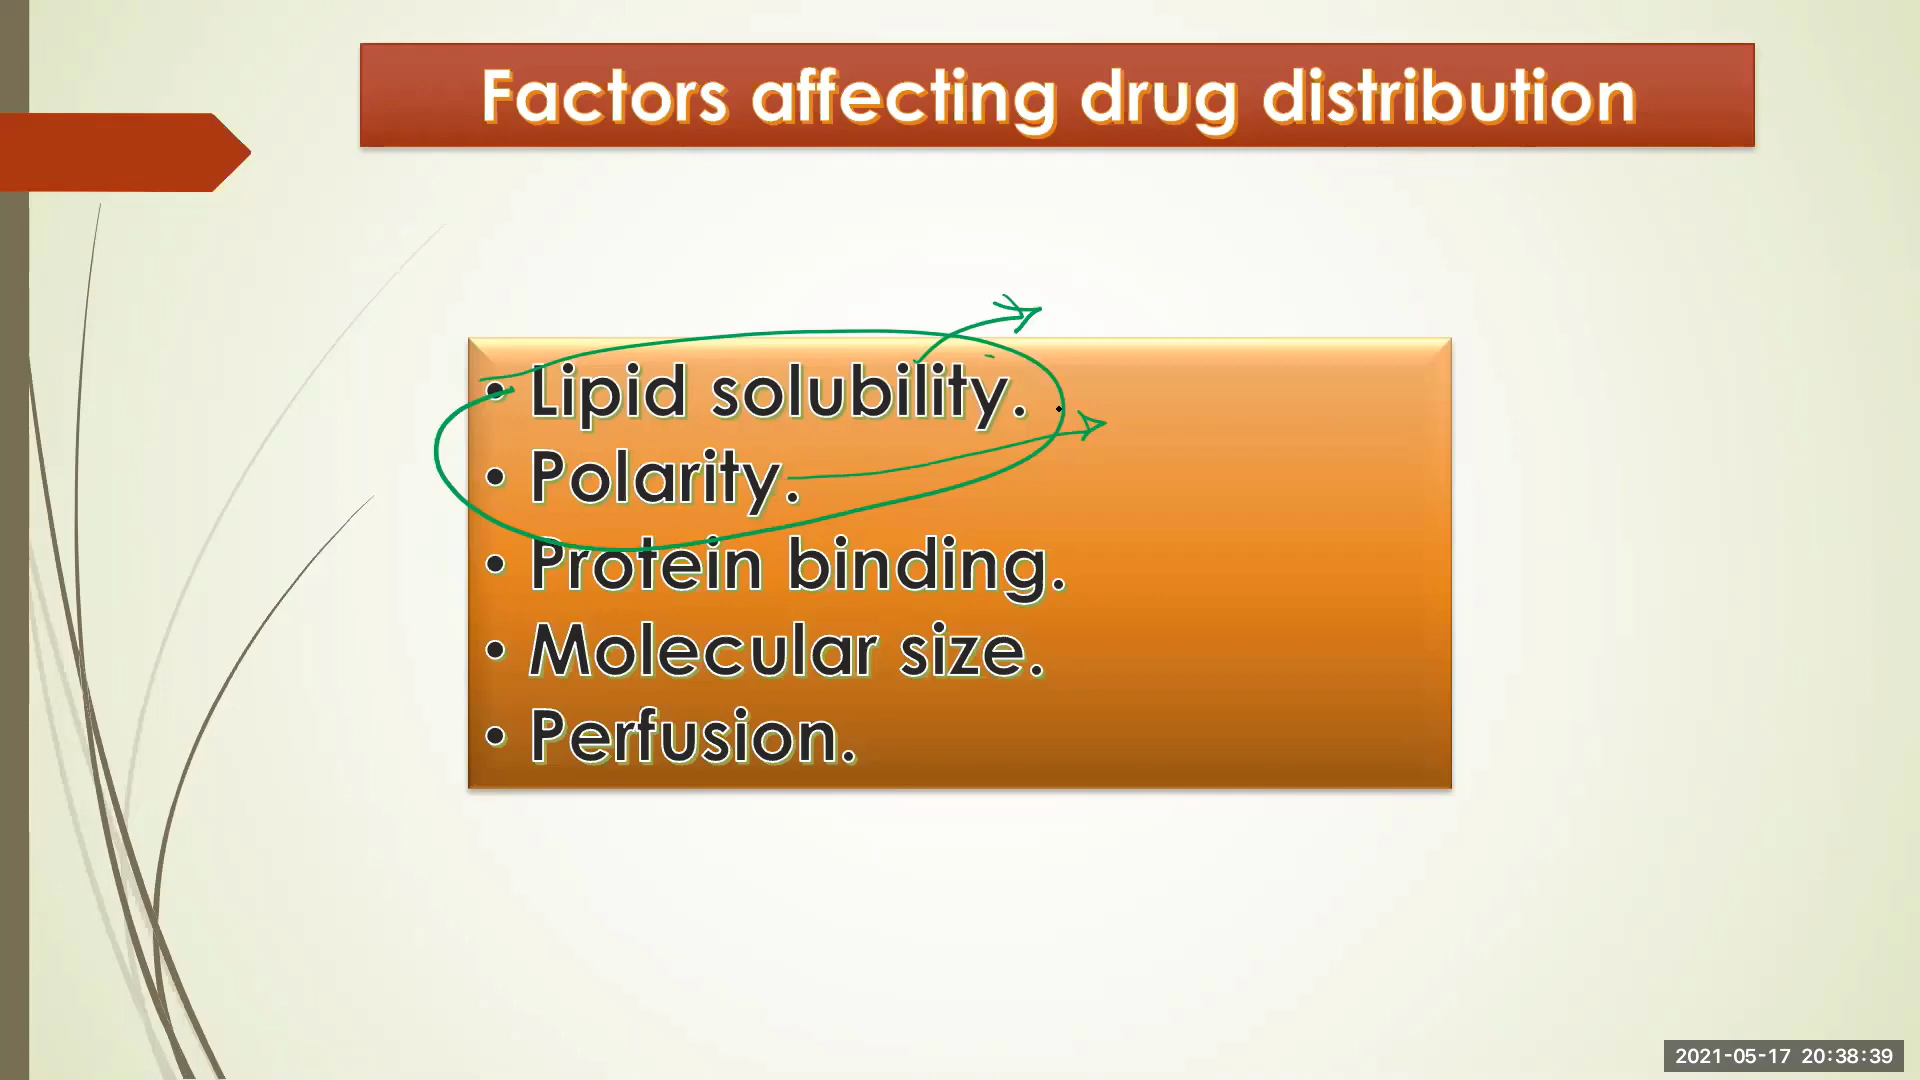 Factors affecting drug distribution
• Lipid solubility.
• Polarity.
• Protein binding.
• Molecular size.
• Perfusion.
2021-05-17 20:38:39